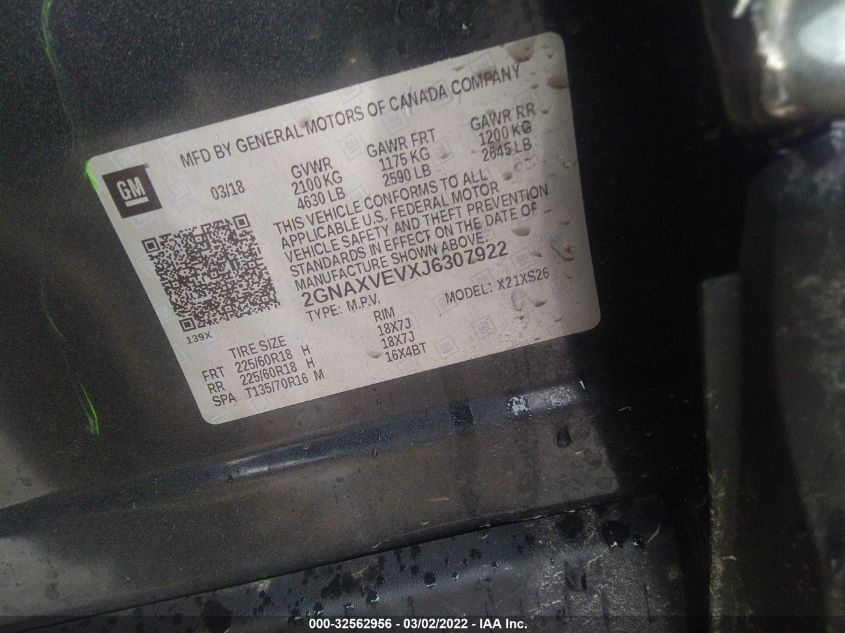 MFD BY GENERAL MOTORS OF CANADA COMPANY
GM
03/18
GVWR GAWR FRT GAWR RR
2100 KG 1175 KG 1200 KG
4630 LB 2590 LB 2645 LB
THIS VEHICLE CONFORMS TO ALL
APPLICABLE U.S. FEDERAL MOTOR
VEHICLE SAFETY AND THEFT PREVENTION
STANDARDS IN EFFECT ON THE DATE OF
MANUFACTURE SHOWN ABOVE.
2GNAXVEVXJ6307922
TYPE: M.P.V. MODEL: X21XS26
139X
TIRE SIZE RIM
FRT 225/60R18 H 18X7J
RR 225/60R18 H 18X7J
SPA T135/70R16 M 16X4BT
000-32562956 - 03/02/2022 - IAA Inc.